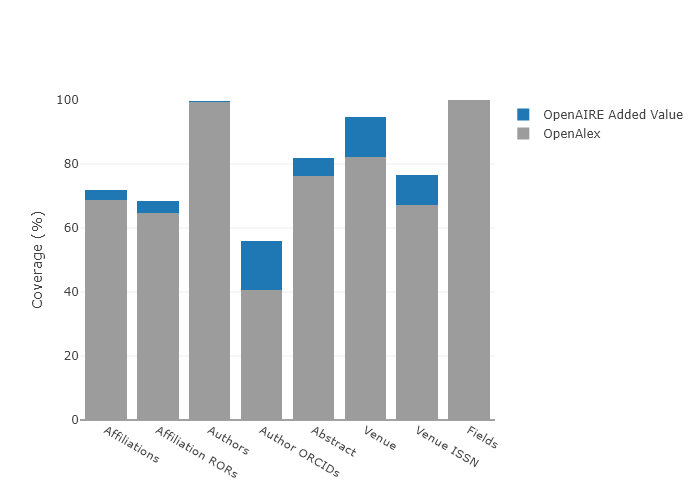 OpenAIRE Added Value
OpenAlex
Coverage (%)
100
80
60
40
20
0
Affiliations
Affiliation RORs
Authors
Author ORCIDs
Abstract
Venue
Venue ISSN
Fields